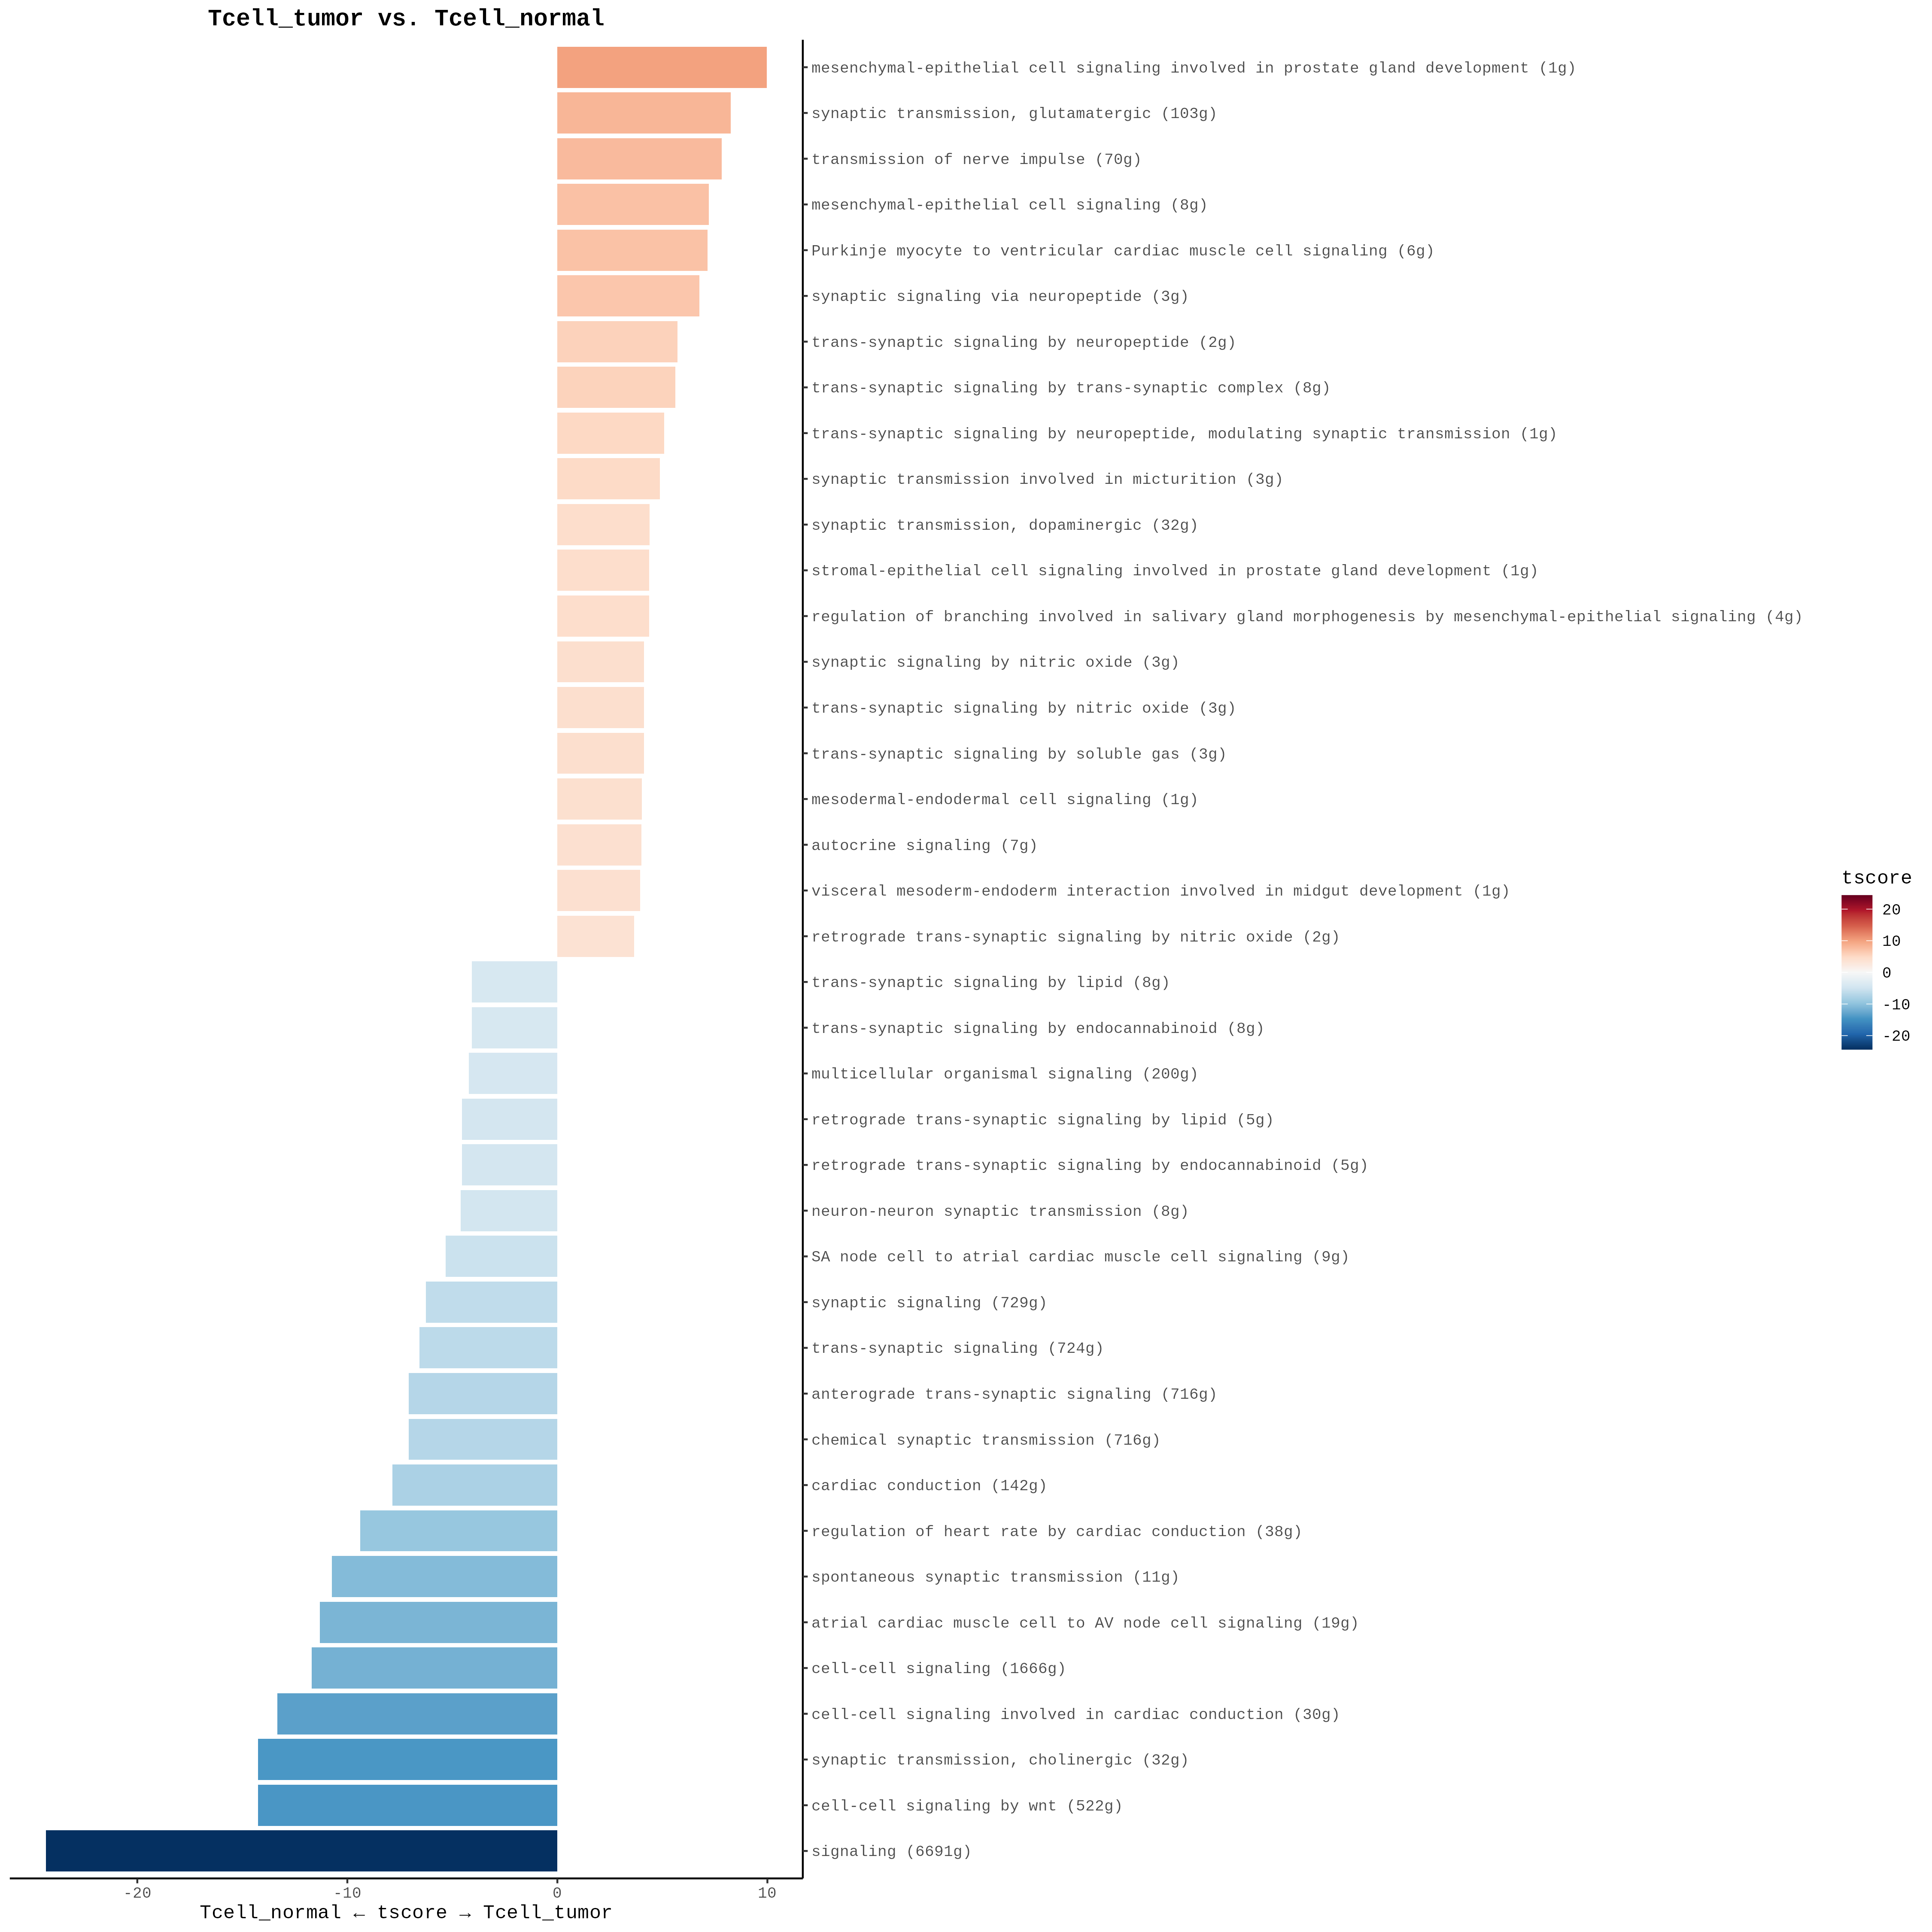 Tcell_tumor vs. Tcell_normal
mesenchymal-epithelial cell signaling involved in prostate gland development (1g)
synaptic transmission, glutamatergic (103g)
transmission of nerve impulse (70g)
mesenchymal-epithelial cell signaling (8g)
Purkinje myocyte to ventricular cardiac muscle cell signaling (6g)
synaptic signaling via neuropeptide (3g)
trans-synaptic signaling by neuropeptide (2g)
trans-synaptic signaling by trans-synaptic complex (8g)
trans-synaptic signaling by neuropeptide, modulating synaptic transmission (1g)
synaptic transmission involved in micturition (3g)
synaptic transmission, dopaminergic (32g)
stromal-epithelial cell signaling involved in prostate gland development (1g)
regulation of branching involved in salivary gland morphogenesis by mesenchymal-epithelial signaling (4g)
synaptic signaling by nitric oxide (3g)
trans-synaptic signaling by nitric oxide (3g)
trans-synaptic signaling by soluble gas (3g)
mesodermal-endodermal cell signaling (1g)
autocrine signaling (7g)
visceral mesoderm-endoderm interaction involved in midgut development (1g)
retrograde trans-synaptic signaling by nitric oxide (2g)
trans-synaptic signaling by lipid (8g)
trans-synaptic signaling by endocannabinoid (8g)
multicellular organismal signaling (200g)
retrograde trans-synaptic signaling by lipid (5g)
retrograde trans-synaptic signaling by endocannabinoid (5g)
neuron-neuron synaptic transmission (8g)
SA node cell to atrial cardiac muscle cell signaling (9g)
synaptic signaling (729g)
trans-synaptic signaling (724g)
anterograde trans-synaptic signaling (716g)
chemical synaptic transmission (716g)
cardiac conduction (142g)
regulation of heart rate by cardiac conduction (38g)
spontaneous synaptic transmission (11g)
atrial cardiac muscle cell to AV node cell signaling (19g)
cell-cell signaling (1666g)
cell-cell signaling involved in cardiac conduction (30g)
synaptic transmission, cholinergic (32g)
cell-cell signaling by wnt (522g)
signaling (6691g)
-20 -10 0 10
Tcell_normal ← tscore → Tcell_tumor
tscore
20
10
0
-10
-20